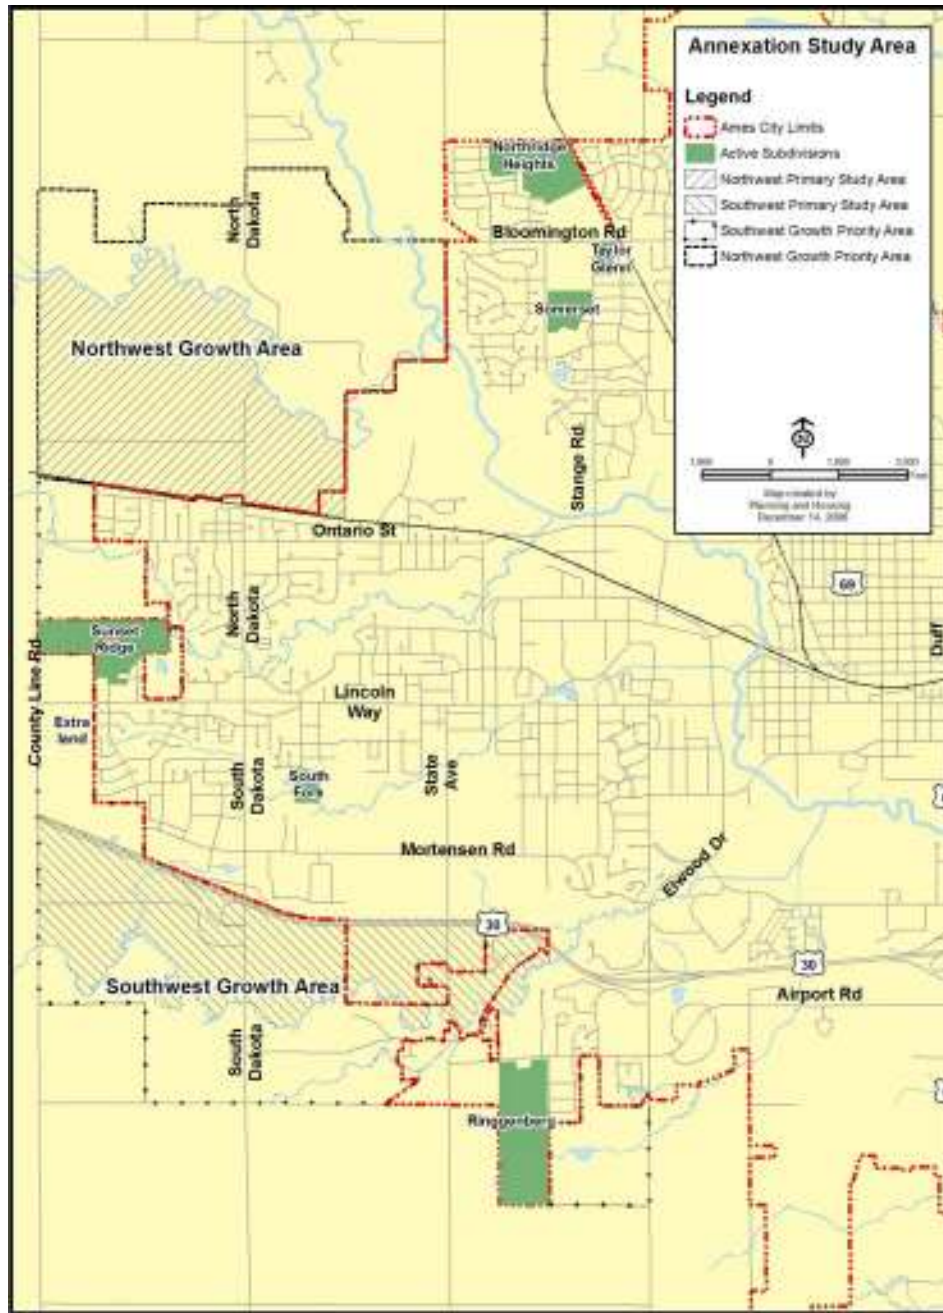 Annexation Study Area
Legend
Ames City Limits
Active Subdivisions
Northwest Primary Study Area
Southwest Primary Study Area
Southwest Growth Priority Area
Northwest Growth Priority Area
Map created by
Planning and Housing
December 14,
Northridge
Heights
North
Dakota
Bloomington Rd
Taylor
Glenn
Somerset
Northwest Growth Area
Stange Rd
Ontario St
69
North
Dakota
Sunset
Ridge
County Line Rd
Duff
Lincoln
Way
Extra
land
South
Dakota
South
Fork
State
Ave
Mortensen Rd
Elwood Dr
30
30
Southwest Growth Area
Airport Rd
South
Dakota
Ringgenberg